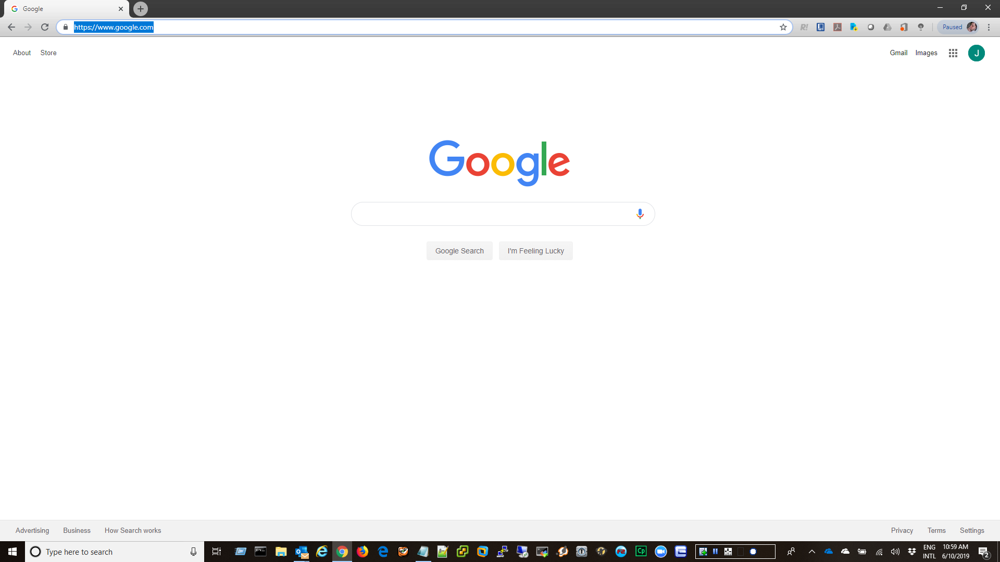 Google
https://www.google.com
R!
Paused
About Store
Gmail Images
J
Google
Google Search I'm Feeling Lucky
Advertising Business How Search works
Privacy Terms Settings
Type here to search
Cp
ENG
INTL
10:59 AM
6/10/2019
2